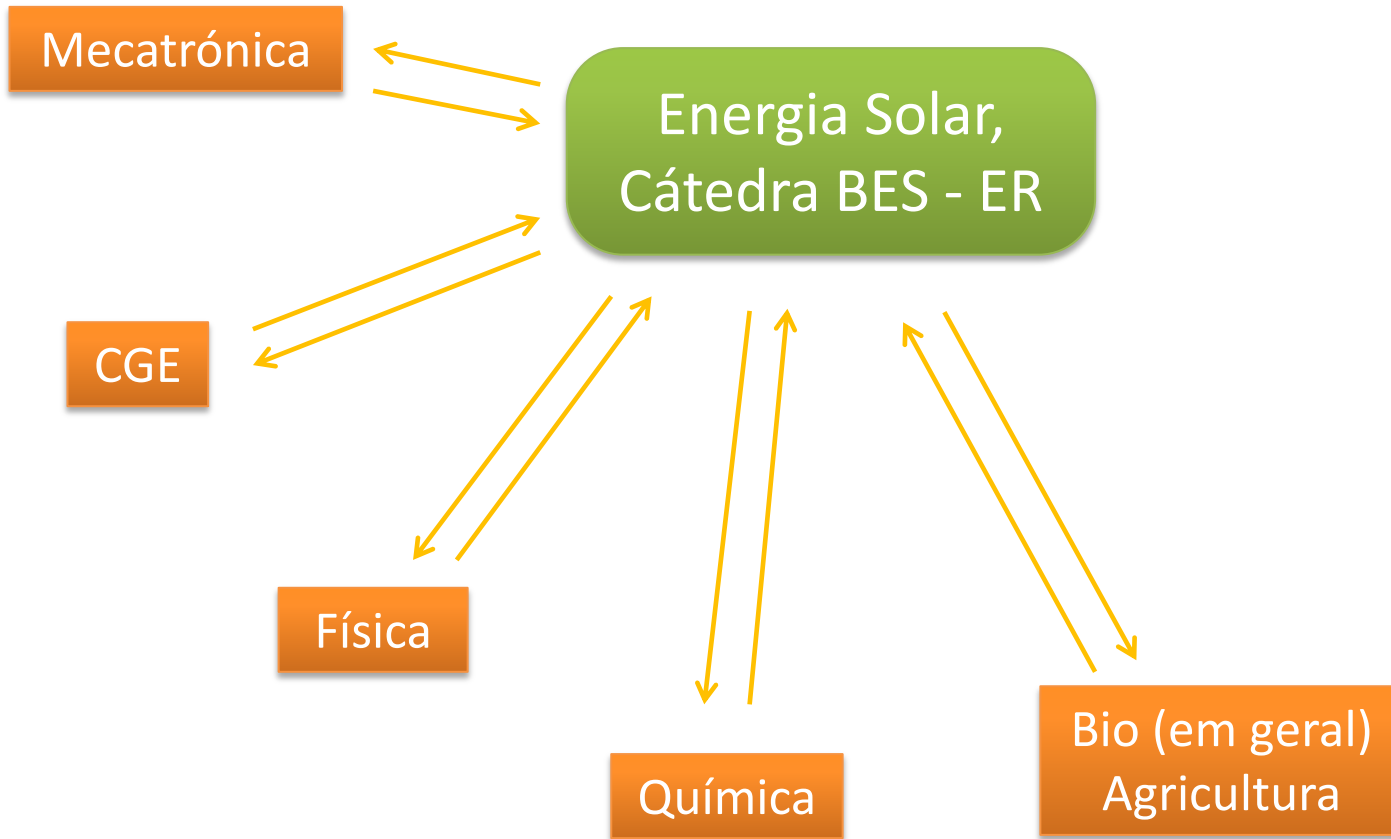 Mecatrónica
Energia Solar,
Cátedra BES - ER
CGE
Física
Química
Bio (em geral)
Agricultura